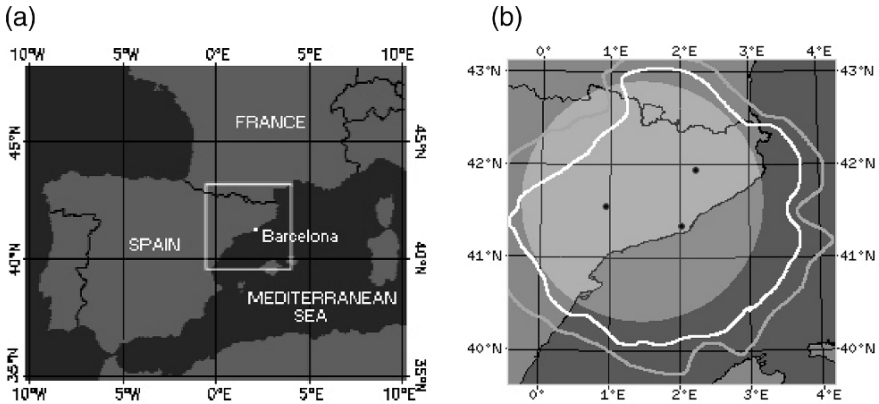 (a)
10°W 5°W 0°E 5°E 10°E
FRANCE
45°N 45°N
SPAIN
Barcelona
40°N 40°N
MEDITERRANEAN
SEA
35°N 35°N
10°W 5°W 0°E 5°E 10°E
(b)
0° 1°E 2°E 3°E 4°E
43°N 43°N
42°N 42°N
41°N 41°N
40°N 40°N
0° 1°E 2°E 3°E 4°E